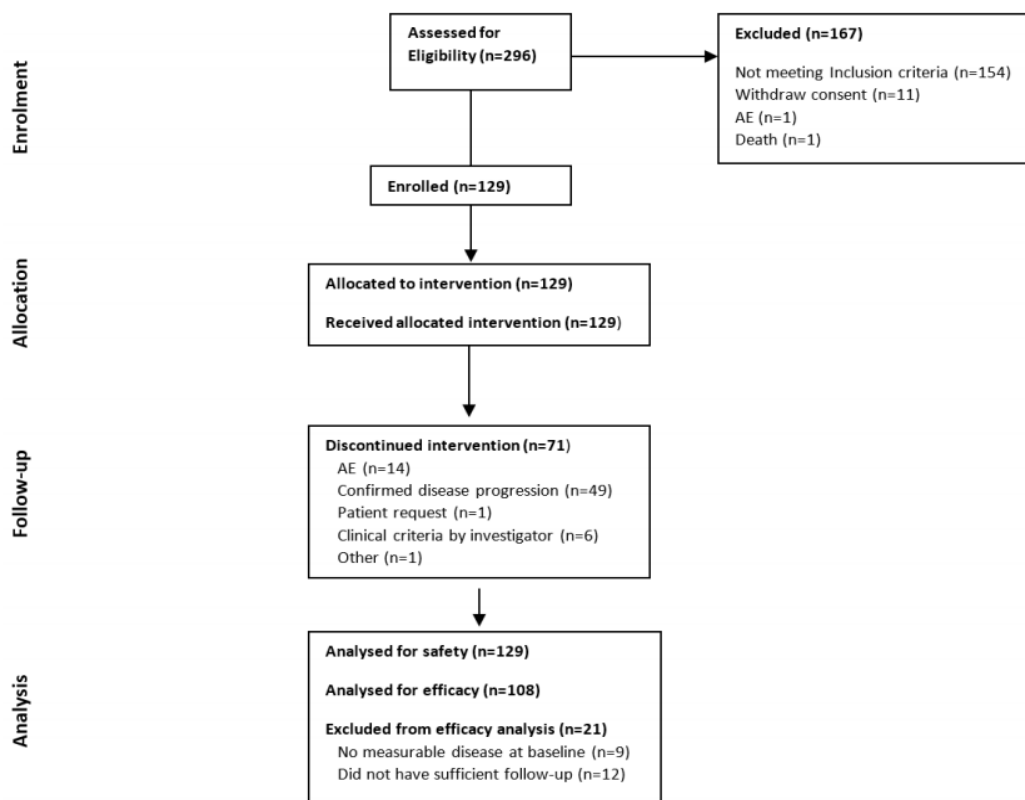 Enrolment
Assessed for
Eligibility (n=296)
Excluded (n=167)
Not meeting Inclusion criteria (n=154)
Withdraw consent (n=11)
AE (n=1)
Death (n=1)
Enrolled (n=129)
Allocation
Allocated to intervention (n=129)
Received allocated intervention (n=129)
Follow-up
Discontinued intervention (n=71)
AE (n=14)
Confirmed disease progression (n=49)
Patient request (n=1)
Clinical criteria by investigator (n=6)
Other (n=1)
Analysis
Analysed for safety (n=129)
Analysed for efficacy (n=108)
Excluded from efficacy analysis (n=21)
No measurable disease at baseline (n=9)
Did not have sufficient follow-up (n=12)